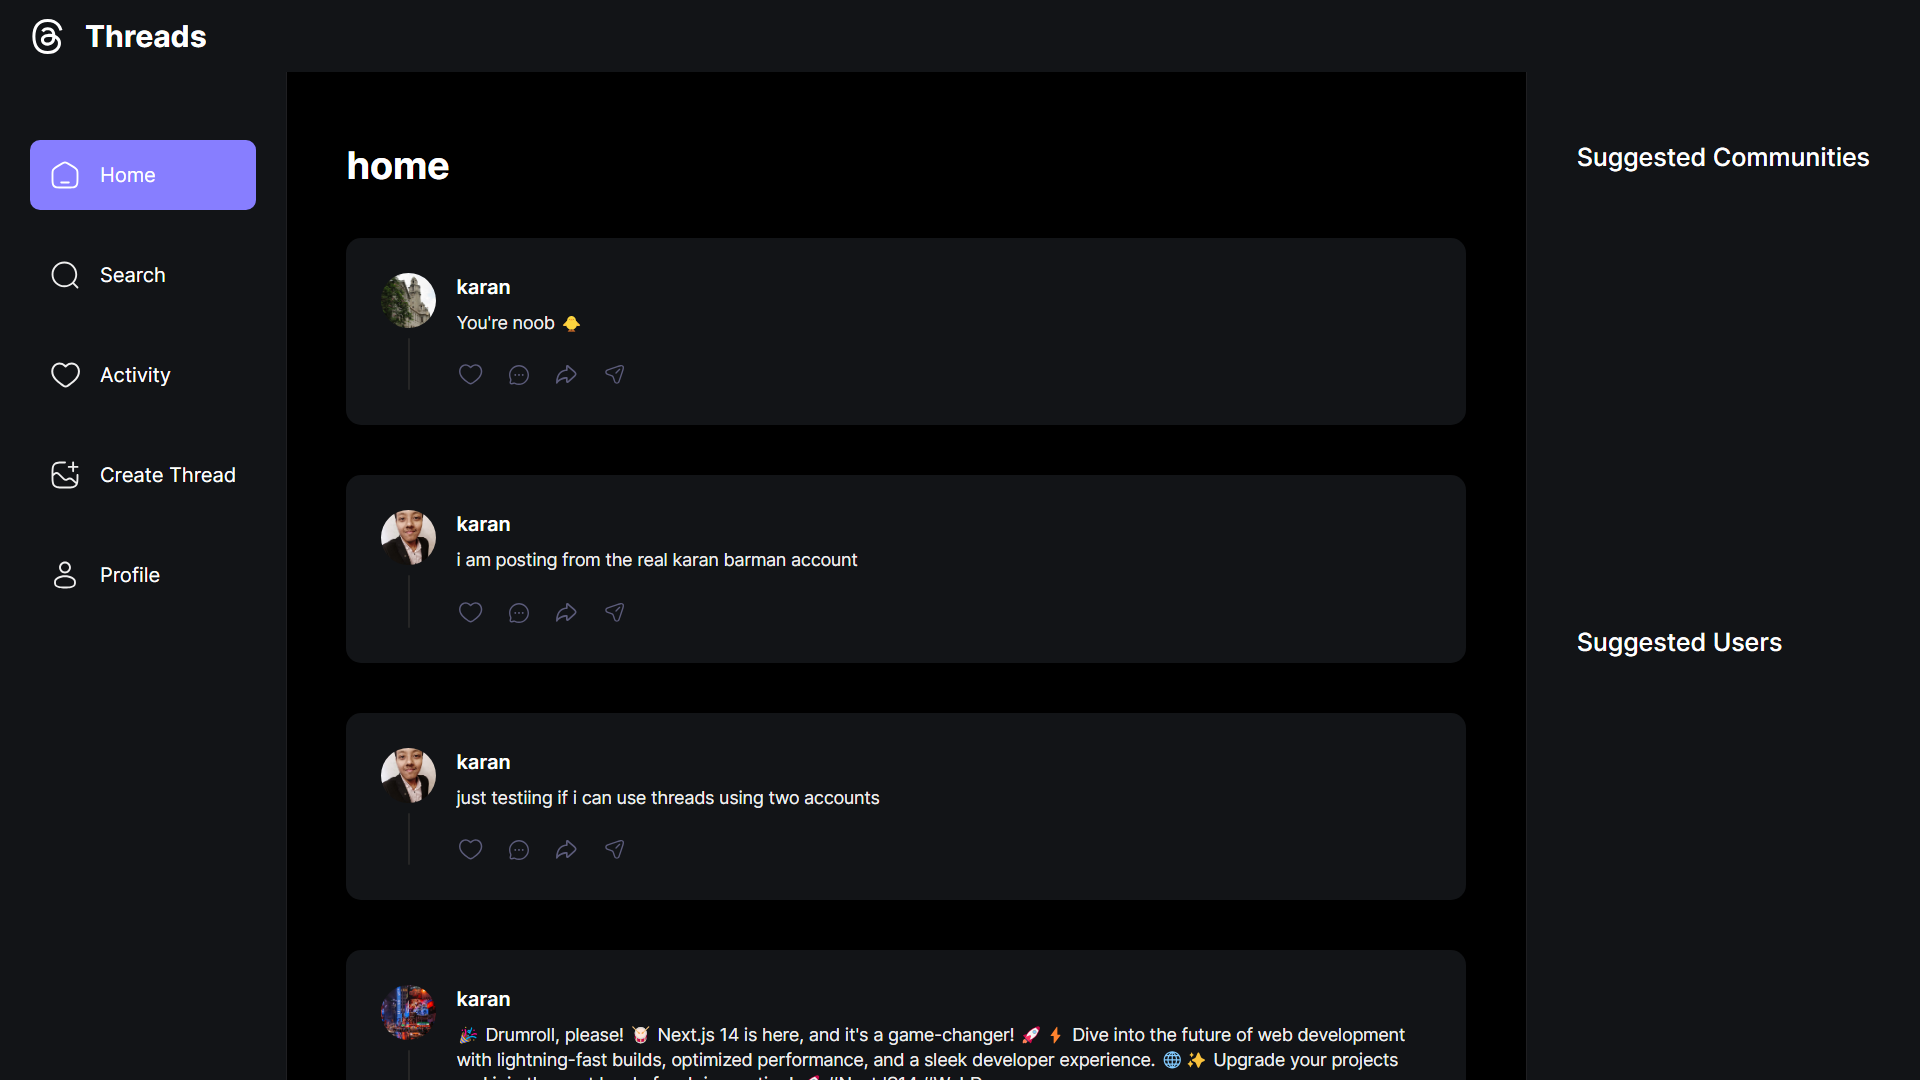 Threads
Home
Search
Activity
Create Thread
Profile
home
karan
You're noob 🐥
karan
i am posting from the real karan barman account
karan
just testiing if i can use threads using two accounts
karan
🎉 Drumroll, please! 🥁 Next.js 14 is here, and it's a game-changer! 🚀⚡ Dive into the future of web development
with lightning-fast builds, optimized performance, and a sleek developer experience. 🌐✨ Upgrade your projects
Suggested Communities
Suggested Users